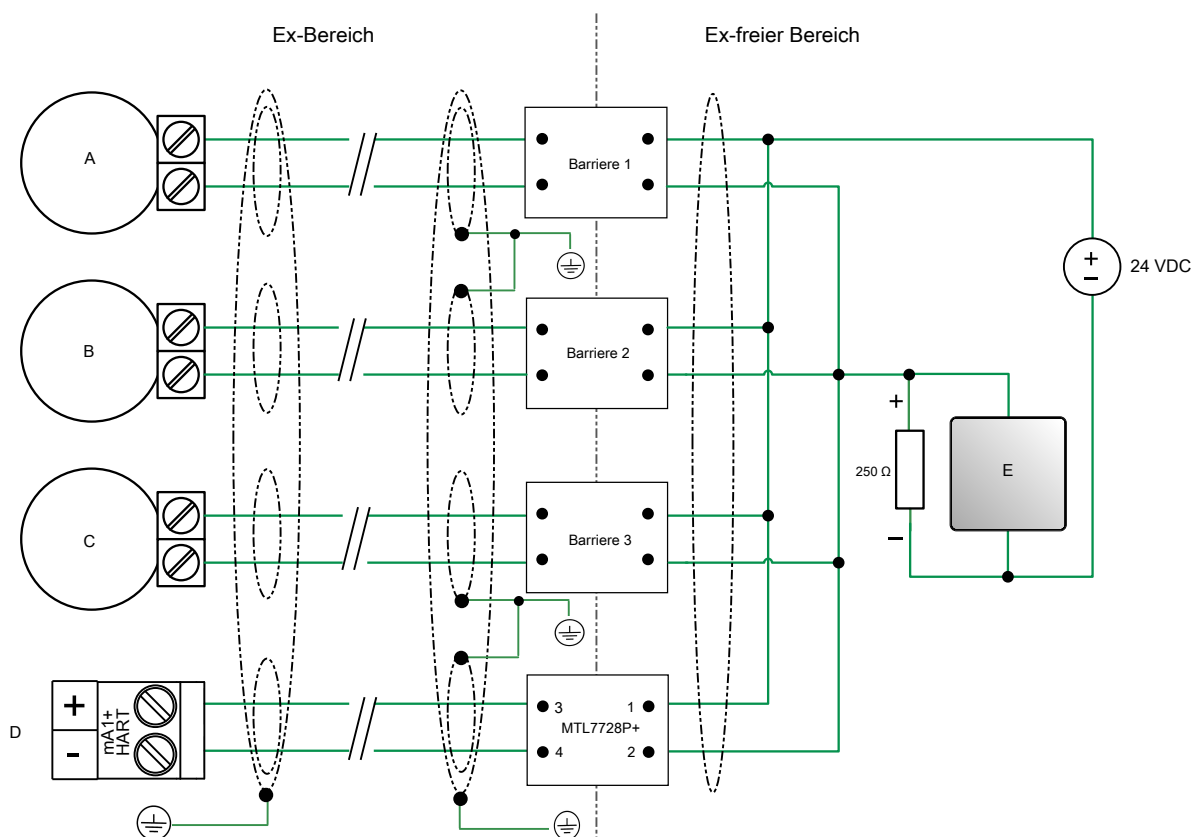 Ex-Bereich
Ex-freier Bereich
A
Barriere 1
+
−
24 VDC
B
Barriere 2
+
250 Ω
E
−
C
Barriere 3
D
+
-
mA1+
HART
3
1
MTL7728P+
4
2